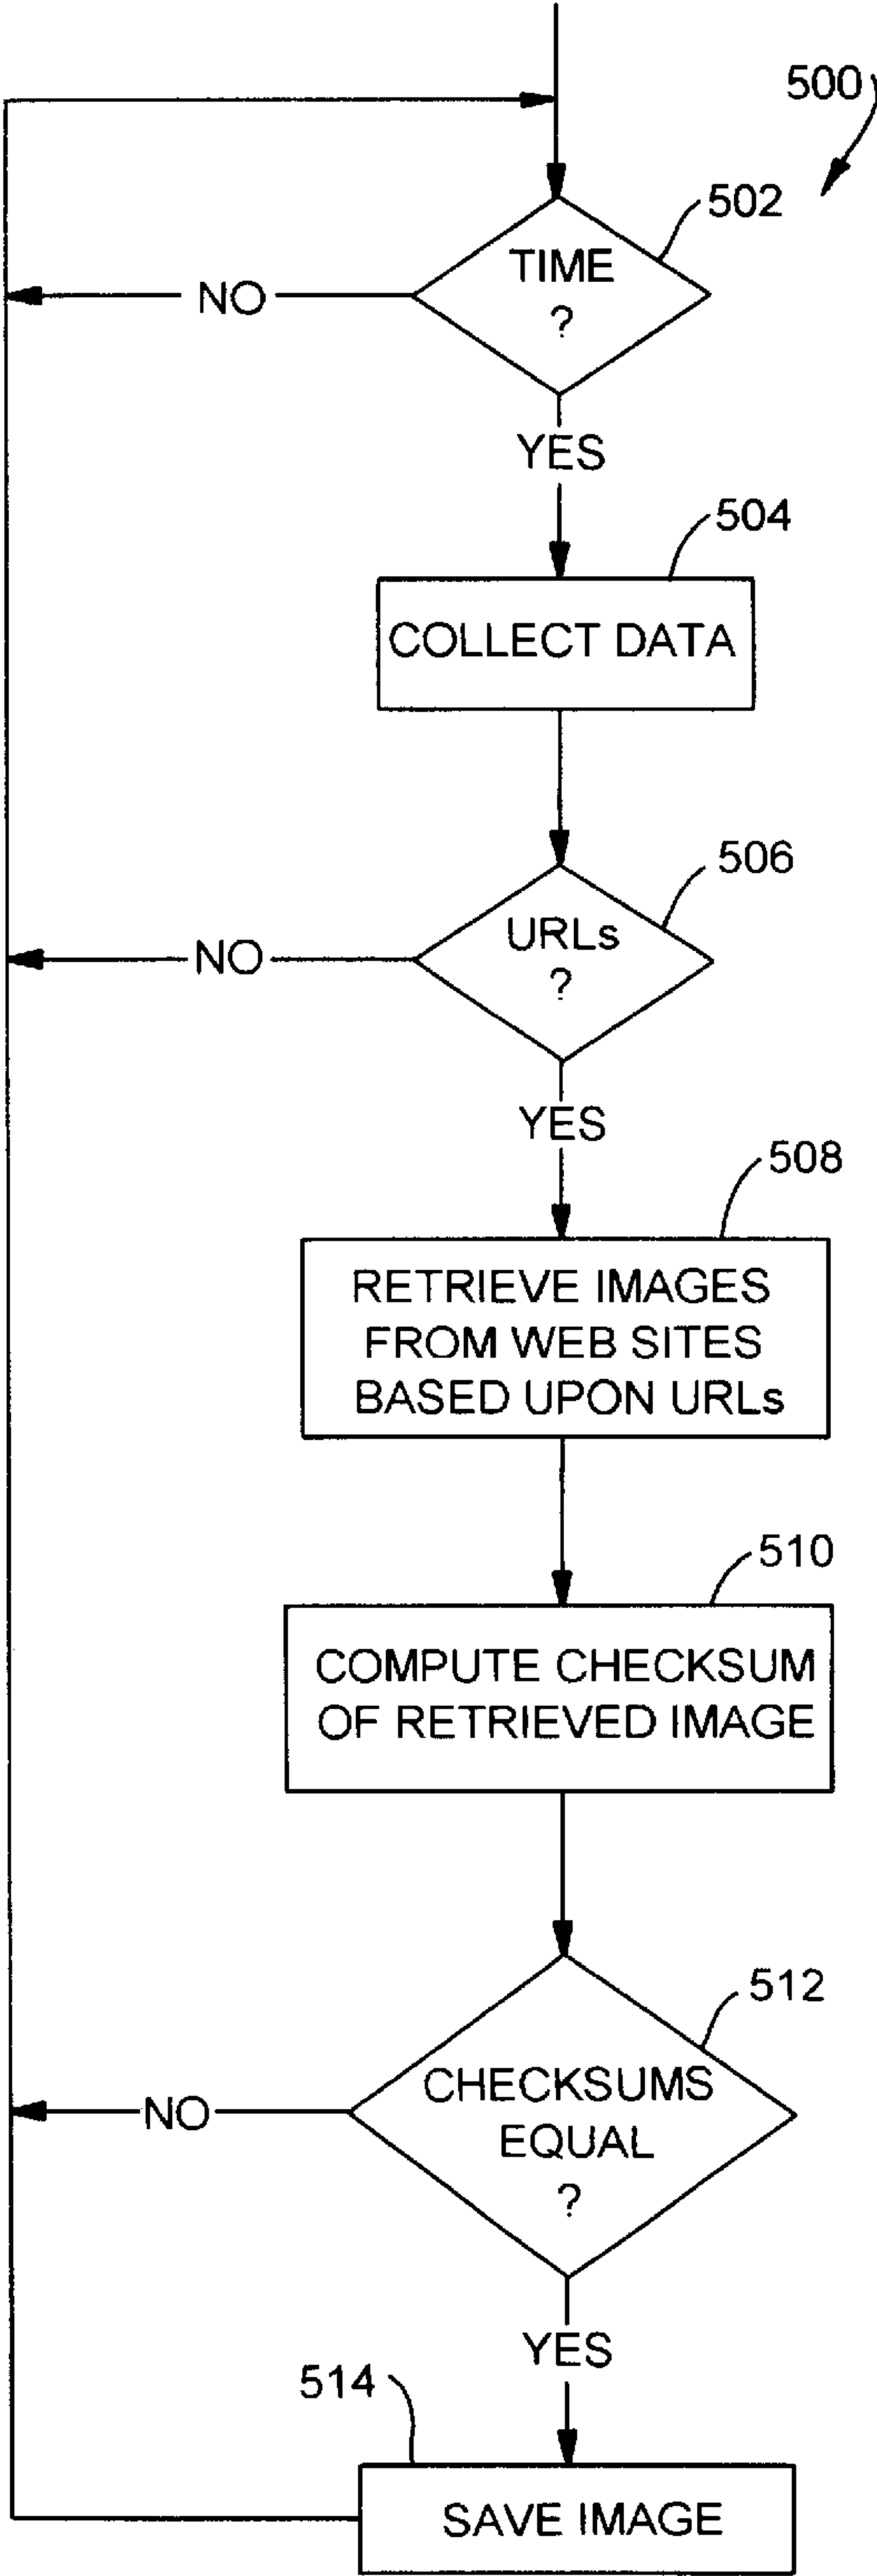 500
502
TIME
?
NO
YES
504
COLLECT DATA
506
URLs
?
NO
YES
508
RETRIEVE IMAGES
FROM WEB SITES
BASED UPON URLs
510
COMPUTE CHECKSUM
OF RETRIEVED IMAGE
512
CHECKSUMS
EQUAL
?
NO
YES
514
SAVE IMAGE